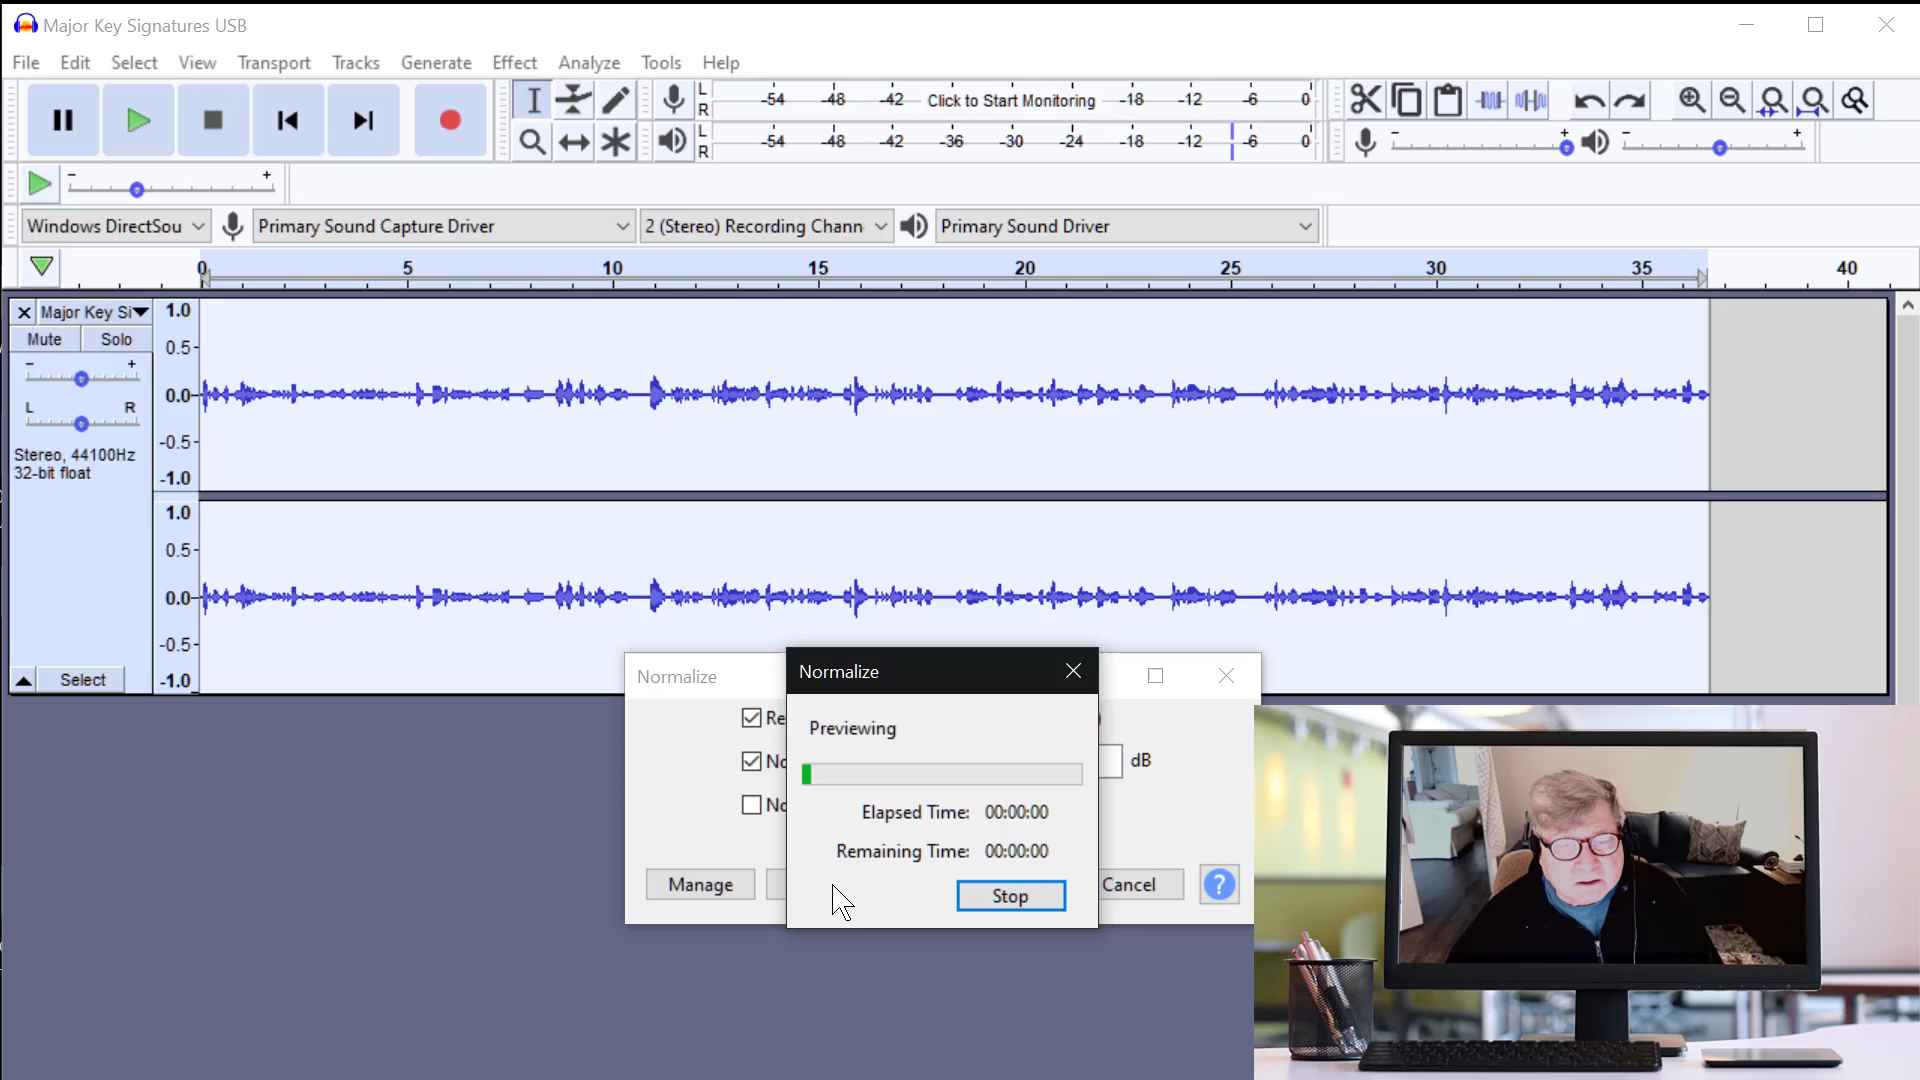 Major Key Signatures USB
File Edit Select View Transport Tracks Generate Effect Analyze Tools Help
L R -54 -48 -42 Click to Start Monitoring -18 -12 -6 0
L R -54 -48 -42 -36 -30 -24 -18 -12 -6 0
- + - +
- +
Windows DirectSou Primary Sound Capture Driver 2 (Stereo) Recording Chann Primary Sound Driver
0 5 10 15 20 25 30 35 40
Major Key Si
Mute Solo
- +
L R
Stereo, 44100Hz
32-bit float
Select
1.0
0.5
0.0
-0.5
-1.0
1.0
0.5
0.0
-0.5
-1.0
Normalize
Normalize
Previewing
Elapsed Time: 00:00:00
Remaining Time: 00:00:00
Stop
Re
No
No
dB
Manage
Cancel
?